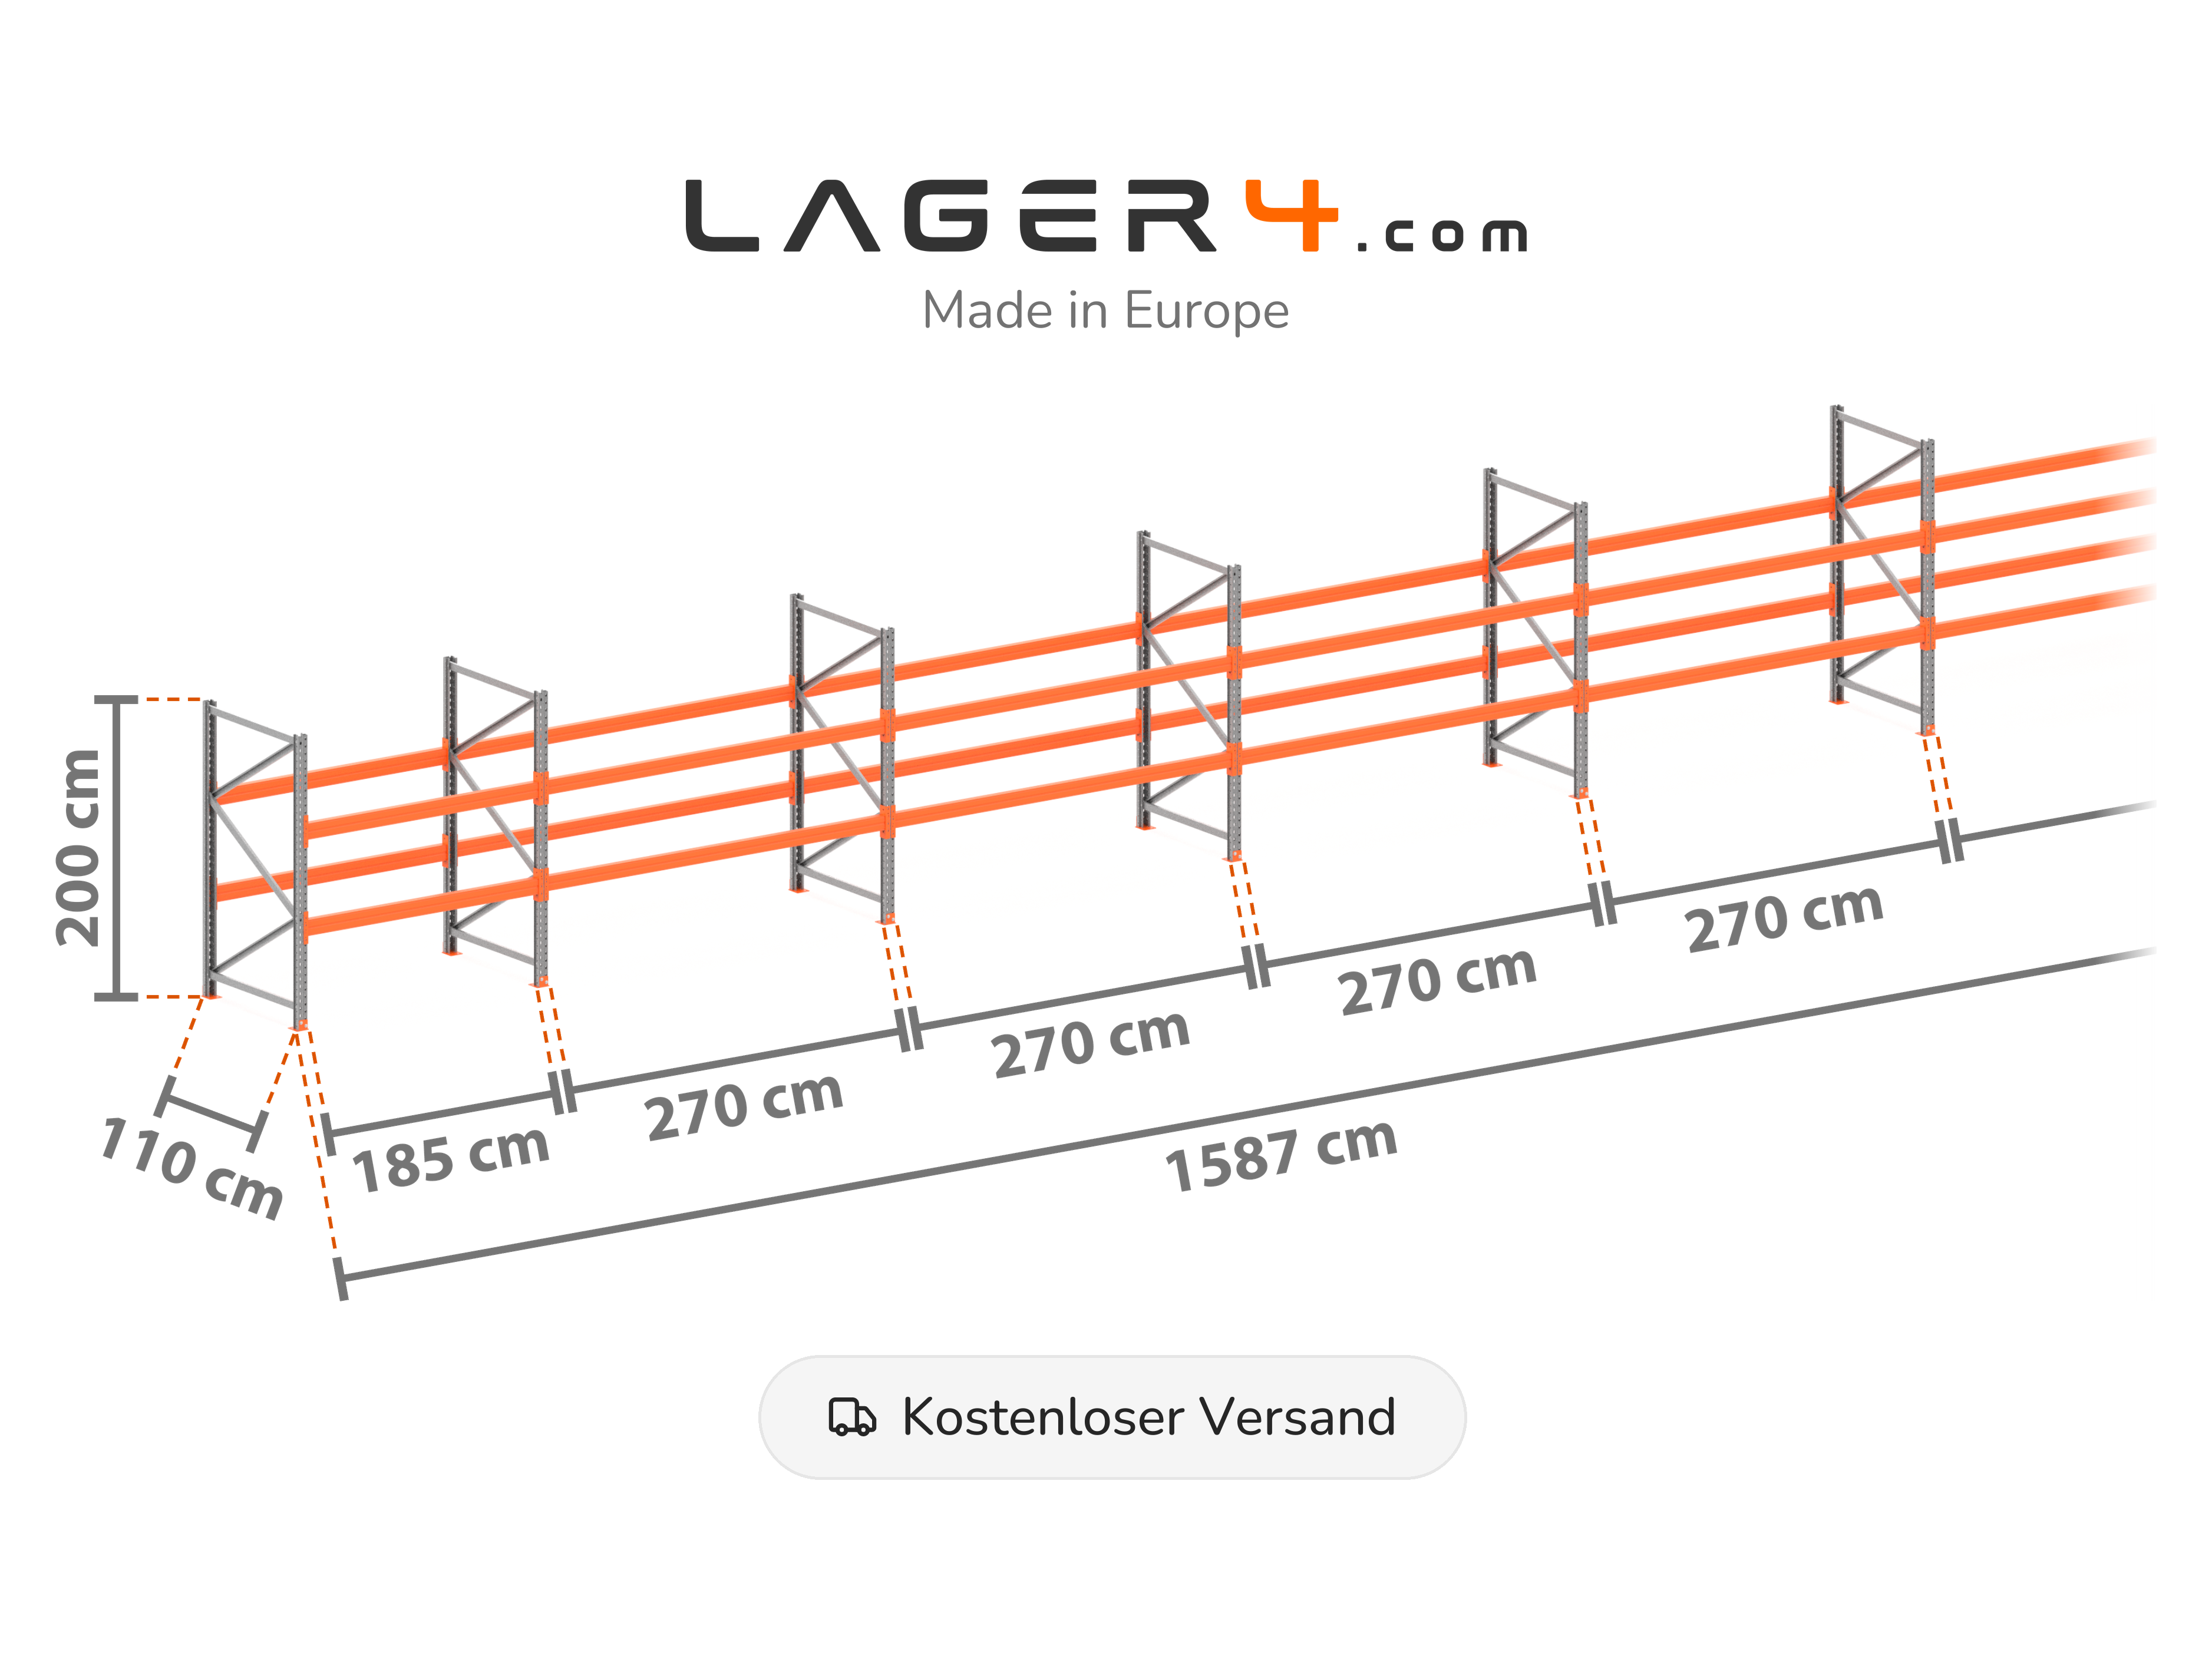 LAGER4.com
Made in Europe
200 cm
110 cm
185 cm
270 cm
270 cm
270 cm
270 cm
1587 cm
Kostenloser Versand